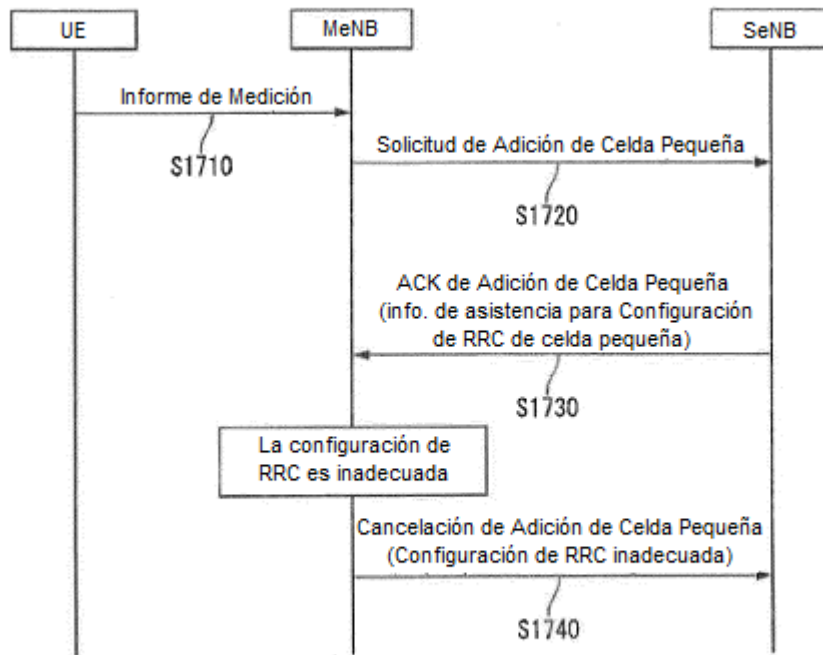 UE
MeNB
SeNB
Informe de Medición
S1710
Solicitud de Adición de Celda Pequeña
S1720
ACK de Adición de Celda Pequeña
(info. de asistencia para Configuración
de RRC de celda pequeña)
S1730
La configuración de
RRC es inadecuada
Cancelación de Adición de Celda Pequeña
(Configuración de RRC inadecuada)
S1740